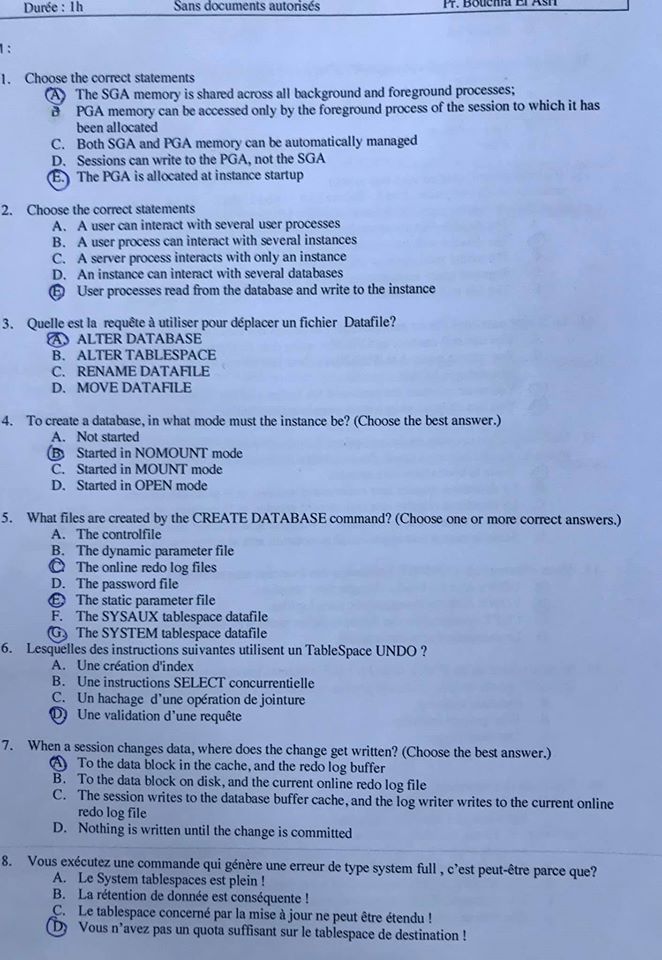 Durée : 1h Sans documents autorisés Pr. Bouchra El Asri
1 :
1. Choose the correct statements
A. The SGA memory is shared across all background and foreground processes;
B PGA memory can be accessed only by the foreground process of the session to which it has
been allocated
C. Both SGA and PGA memory can be automatically managed
D. Sessions can write to the PGA, not the SGA
E. The PGA is allocated at instance startup
2. Choose the correct statements
A. A user can interact with several user processes
B. A user process can interact with several instances
C. A server process interacts with only an instance
D. An instance can interact with several databases
E User processes read from the database and write to the instance
3. Quelle est la requête à utiliser pour déplacer un fichier Datafile?
A. ALTER DATABASE
B. ALTER TABLESPACE
C. RENAME DATAFILE
D. MOVE DATAFILE
4. To create a database, in what mode must the instance be? (Choose the best answer.)
A. Not started
B Started in NOMOUNT mode
C. Started in MOUNT mode
D. Started in OPEN mode
5. What files are created by the CREATE DATABASE command? (Choose one or more correct answers.)
A. The controlfile
B. The dynamic parameter file
C The online redo log files
D. The password file
E The static parameter file
F. The SYSAUX tablespace datafile
G. The SYSTEM tablespace datafile
6. Lesquelles des instructions suivantes utilisent un TableSpace UNDO ?
A. Une création d'index
B. Une instructions SELECT concurrentielle
C. Un hachage d'une opération de jointure
D. Une validation d'une requête
7. When a session changes data, where does the change get written? (Choose the best answer.)
A To the data block in the cache, and the redo log buffer
B. To the data block on disk, and the current online redo log file
C. The session writes to the database buffer cache, and the log writer writes to the current online
redo log file
D. Nothing is written until the change is committed
8. Vous exécutez une commande qui génère une erreur de type system full , c'est peut-être parce que?
A. Le System tablespaces est plein !
B. La rétention de donnée est conséquente !
C. Le tablespace concerné par la mise à jour ne peut être étendu !
D. Vous n'avez pas un quota suffisant sur le tablespace de destination !